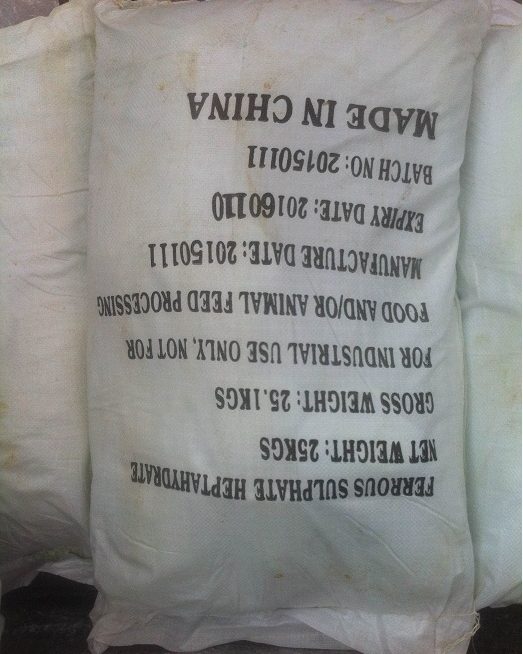 FERROUS SULPHATE HEPTAHYDRATE
NET WEIGHT: 25KGS
GROSS WEIGHT: 25.1KGS
FOR INDUSTRIAL USE ONLY, NOT FOR
FOOD AND/OR ANIMAL FEED PROCESSING
MANUFACTURE DATE: 20150111
EXPIRY DATE: 20160110
BATCH NO: 20150111
MADE IN CHINA